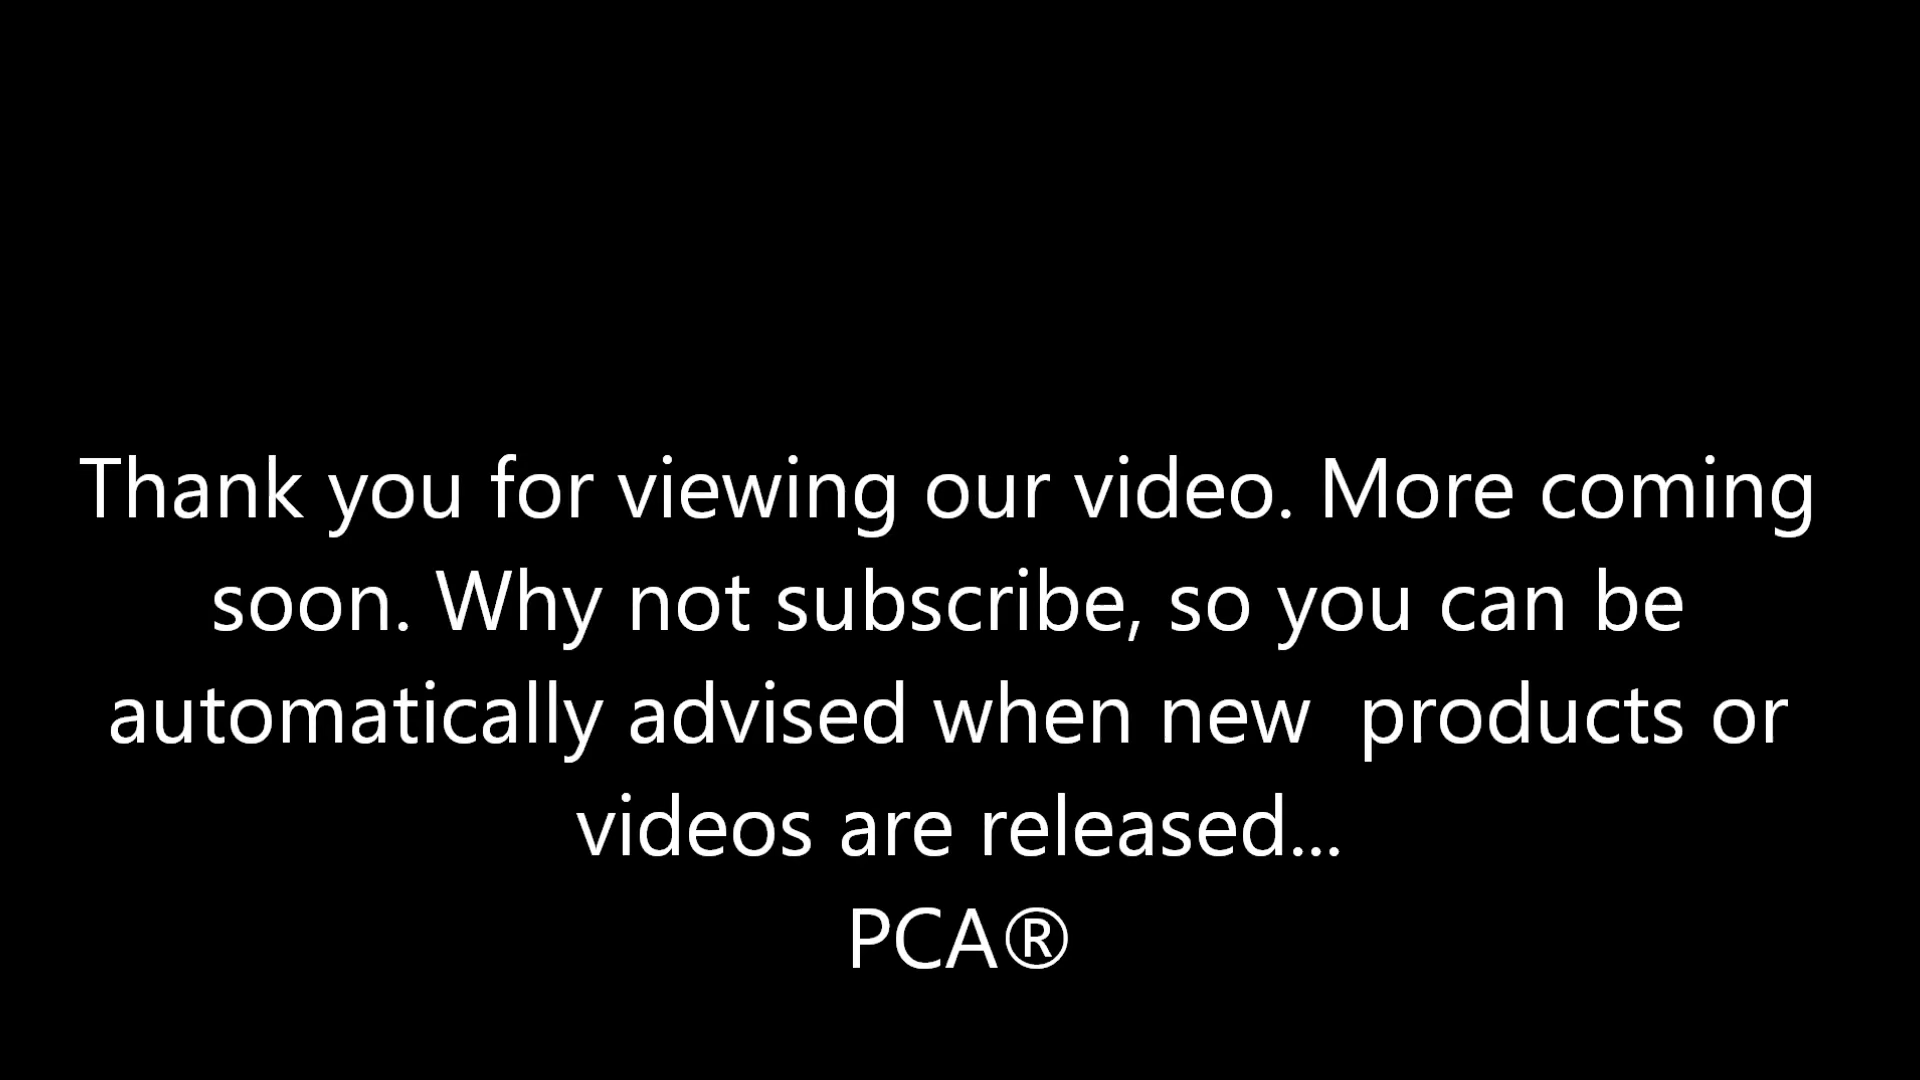 Thank you for viewing our video. More coming
soon. Why not subscribe, so you can be
automatically advised when new  products or
videos are released...
PCA®